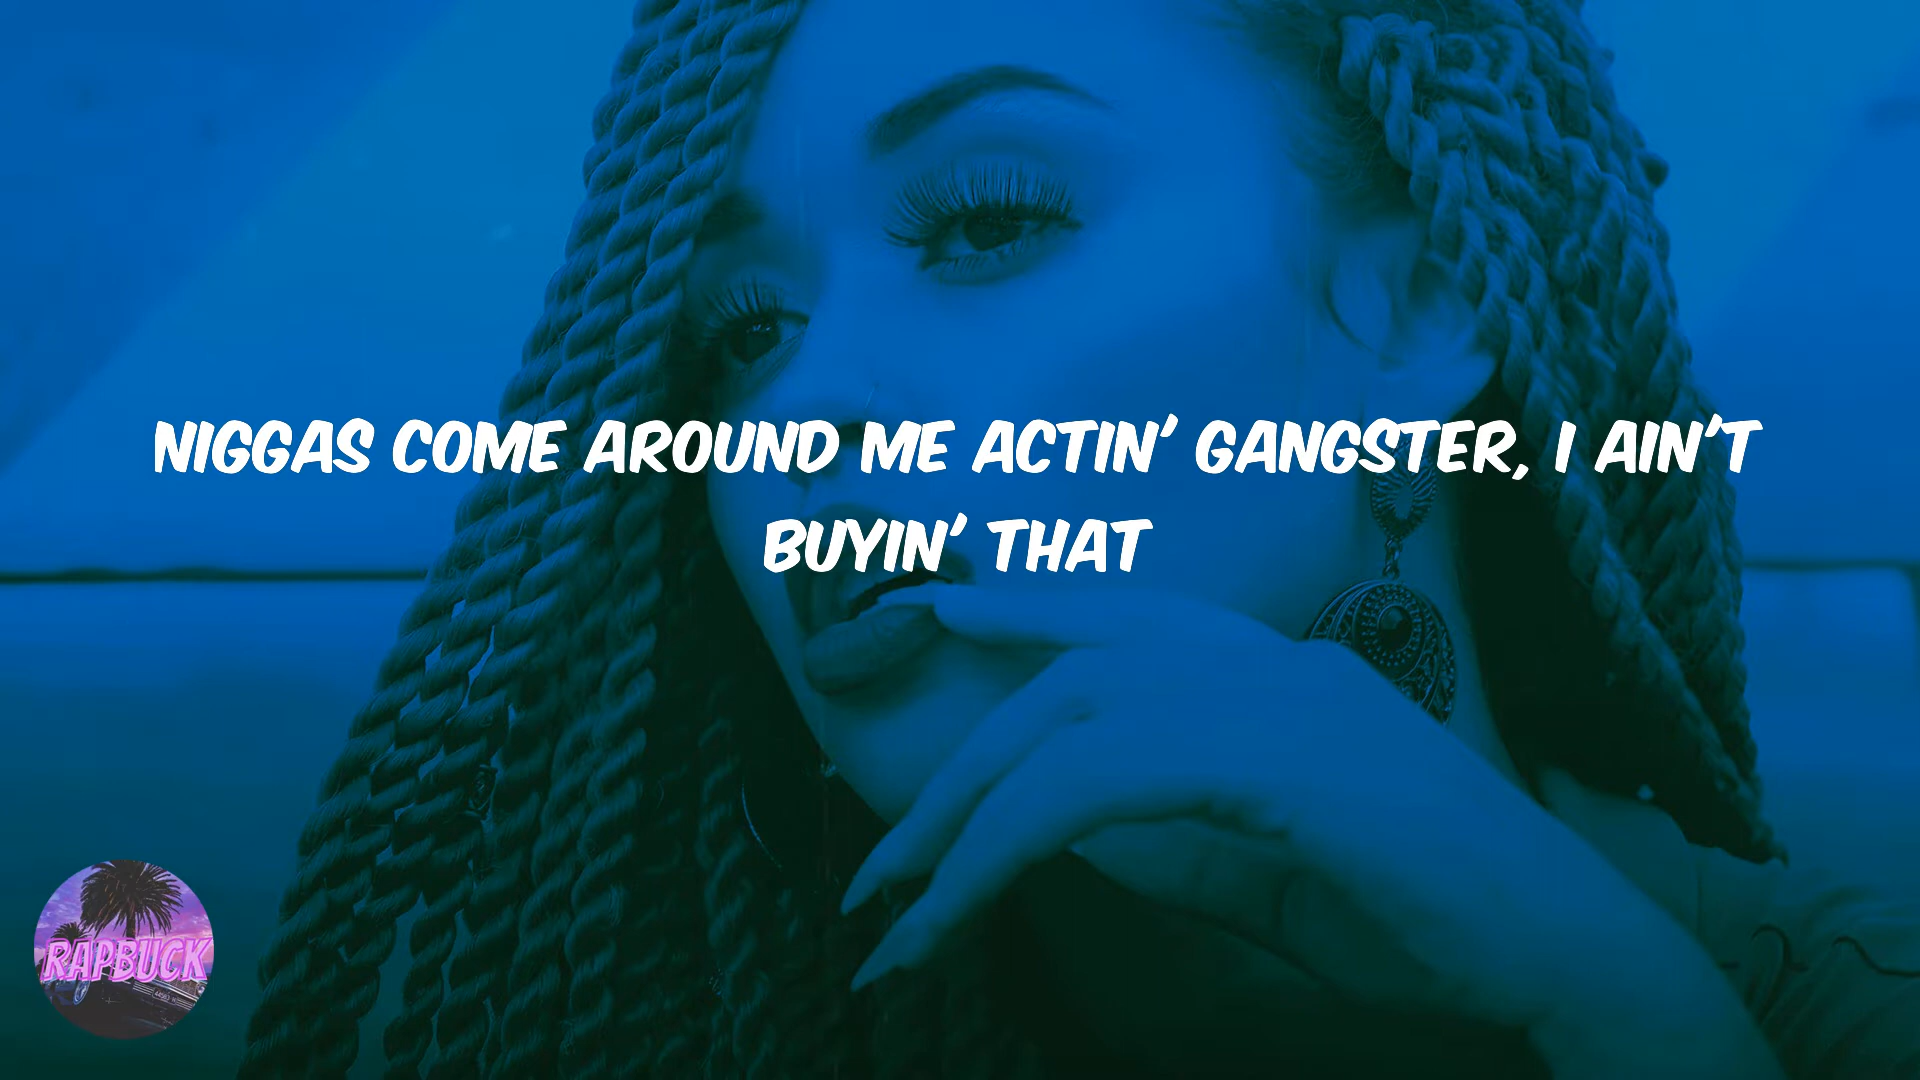 NIGGAS COME AROUND ME ACTIN' GANGSTER, I AIN'T
BUYIN' THAT
RAPBUCK